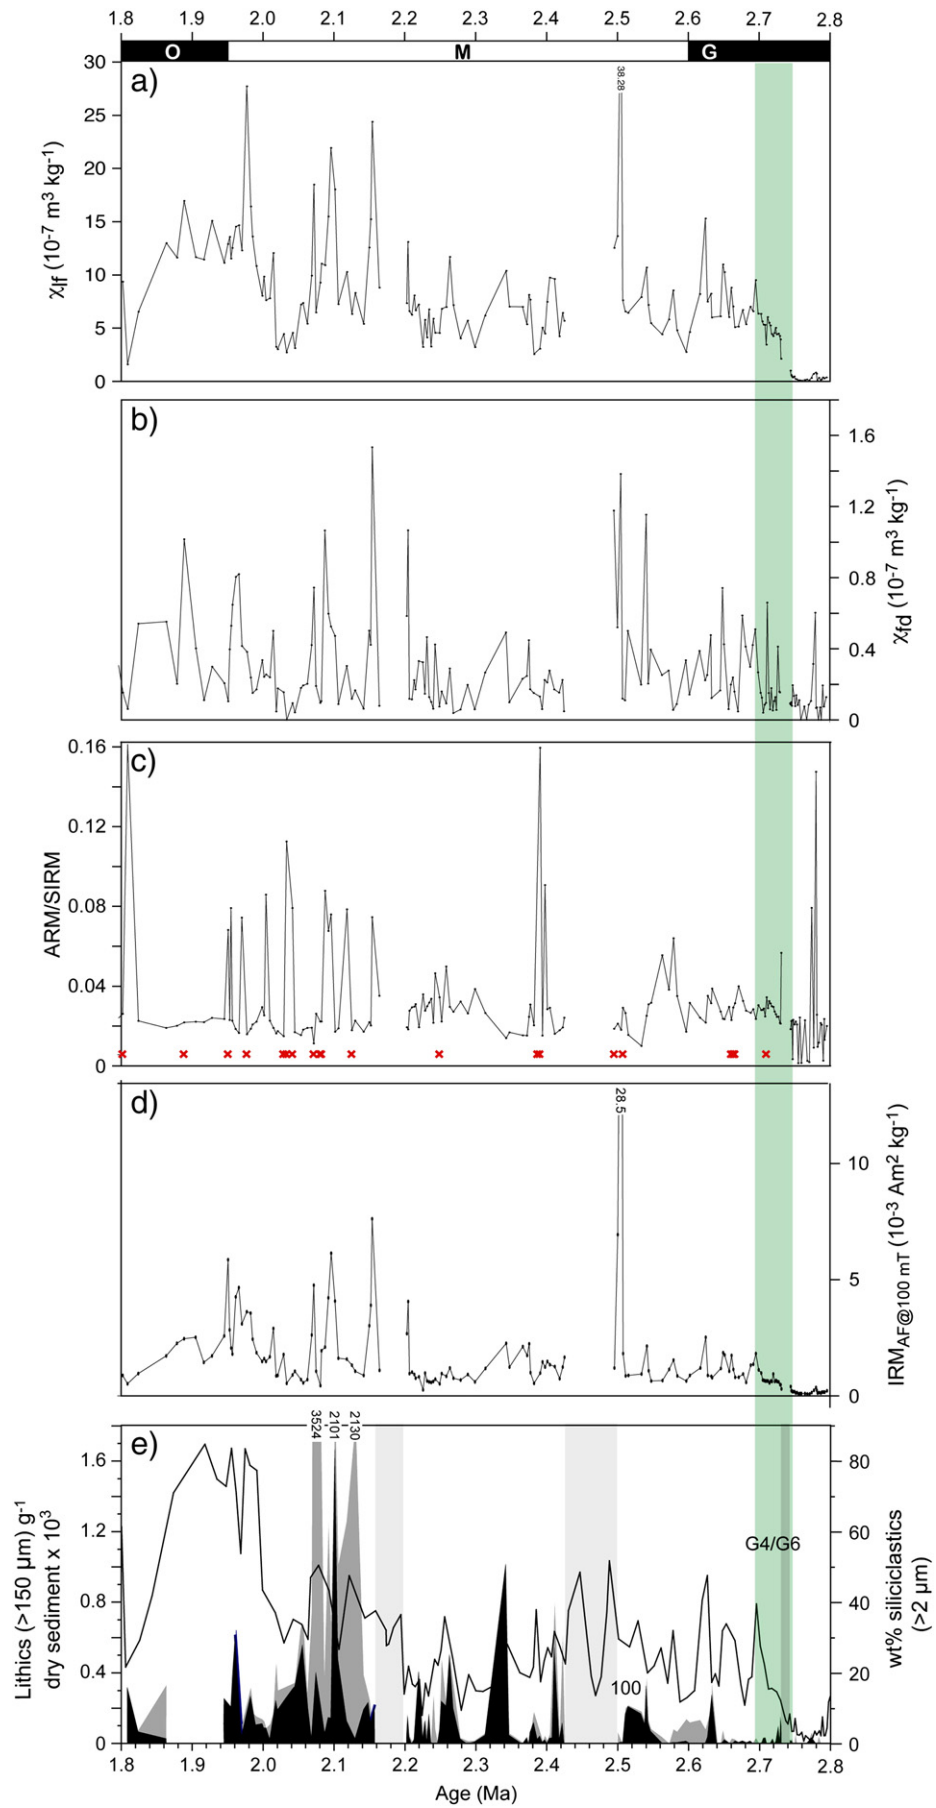 1.8 1.9 2.0 2.1 2.2 2.3 2.4 2.5 2.6 2.7 2.8
O M G
a)
38.28
30
25
20
15
10
5
0
χlf (10-7 m3 kg-1)
b)
1.6
1.2
0.8
0.4
0
χfd (10-7 m3 kg-1)
c)
0.16
0.12
0.08
0.04
0
ARM/SIRM
d)
28.5
10
5
0
IRMAF@100 mT (10-3 Am2 kg-1)
e)
3524 2101 2130
1.6
1.2
0.8
0.4
0
Lithics (>150 μm) g-1
dry sediment x 103
G4/G6
100
80
60
40
20
0
wt% siliciclastics
(>2 μm)
1.8 1.9 2.0 2.1 2.2 2.3 2.4 2.5 2.6 2.7 2.8
Age (Ma)